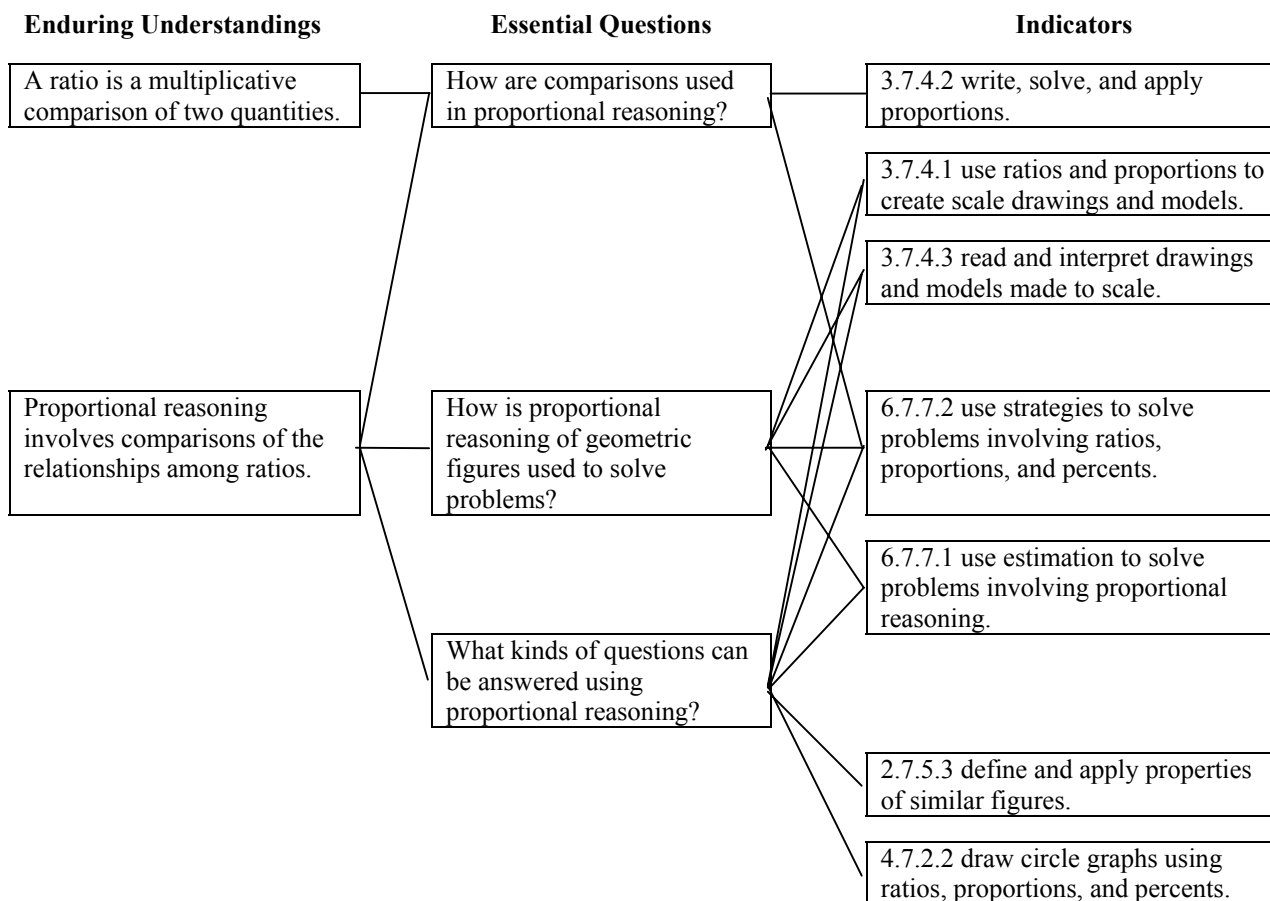 Enduring Understandings
Essential Questions
Indicators
A ratio is a multiplicative
comparison of two quantities.
How are comparisons used
in proportional reasoning?
3.7.4.2 write, solve, and apply
proportions.
3.7.4.1 use ratios and proportions to
create scale drawings and models.
3.7.4.3 read and interpret drawings
and models made to scale.
Proportional reasoning
involves comparisons of the
relationships among ratios.
How is proportional
reasoning of geometric
figures used to solve
problems?
6.7.7.2 use strategies to solve
problems involving ratios,
proportions, and percents.
6.7.7.1 use estimation to solve
problems involving proportional
reasoning.
What kinds of questions can
be answered using
proportional reasoning?
2.7.5.3 define and apply properties
of similar figures.
4.7.2.2 draw circle graphs using
ratios, proportions, and percents.